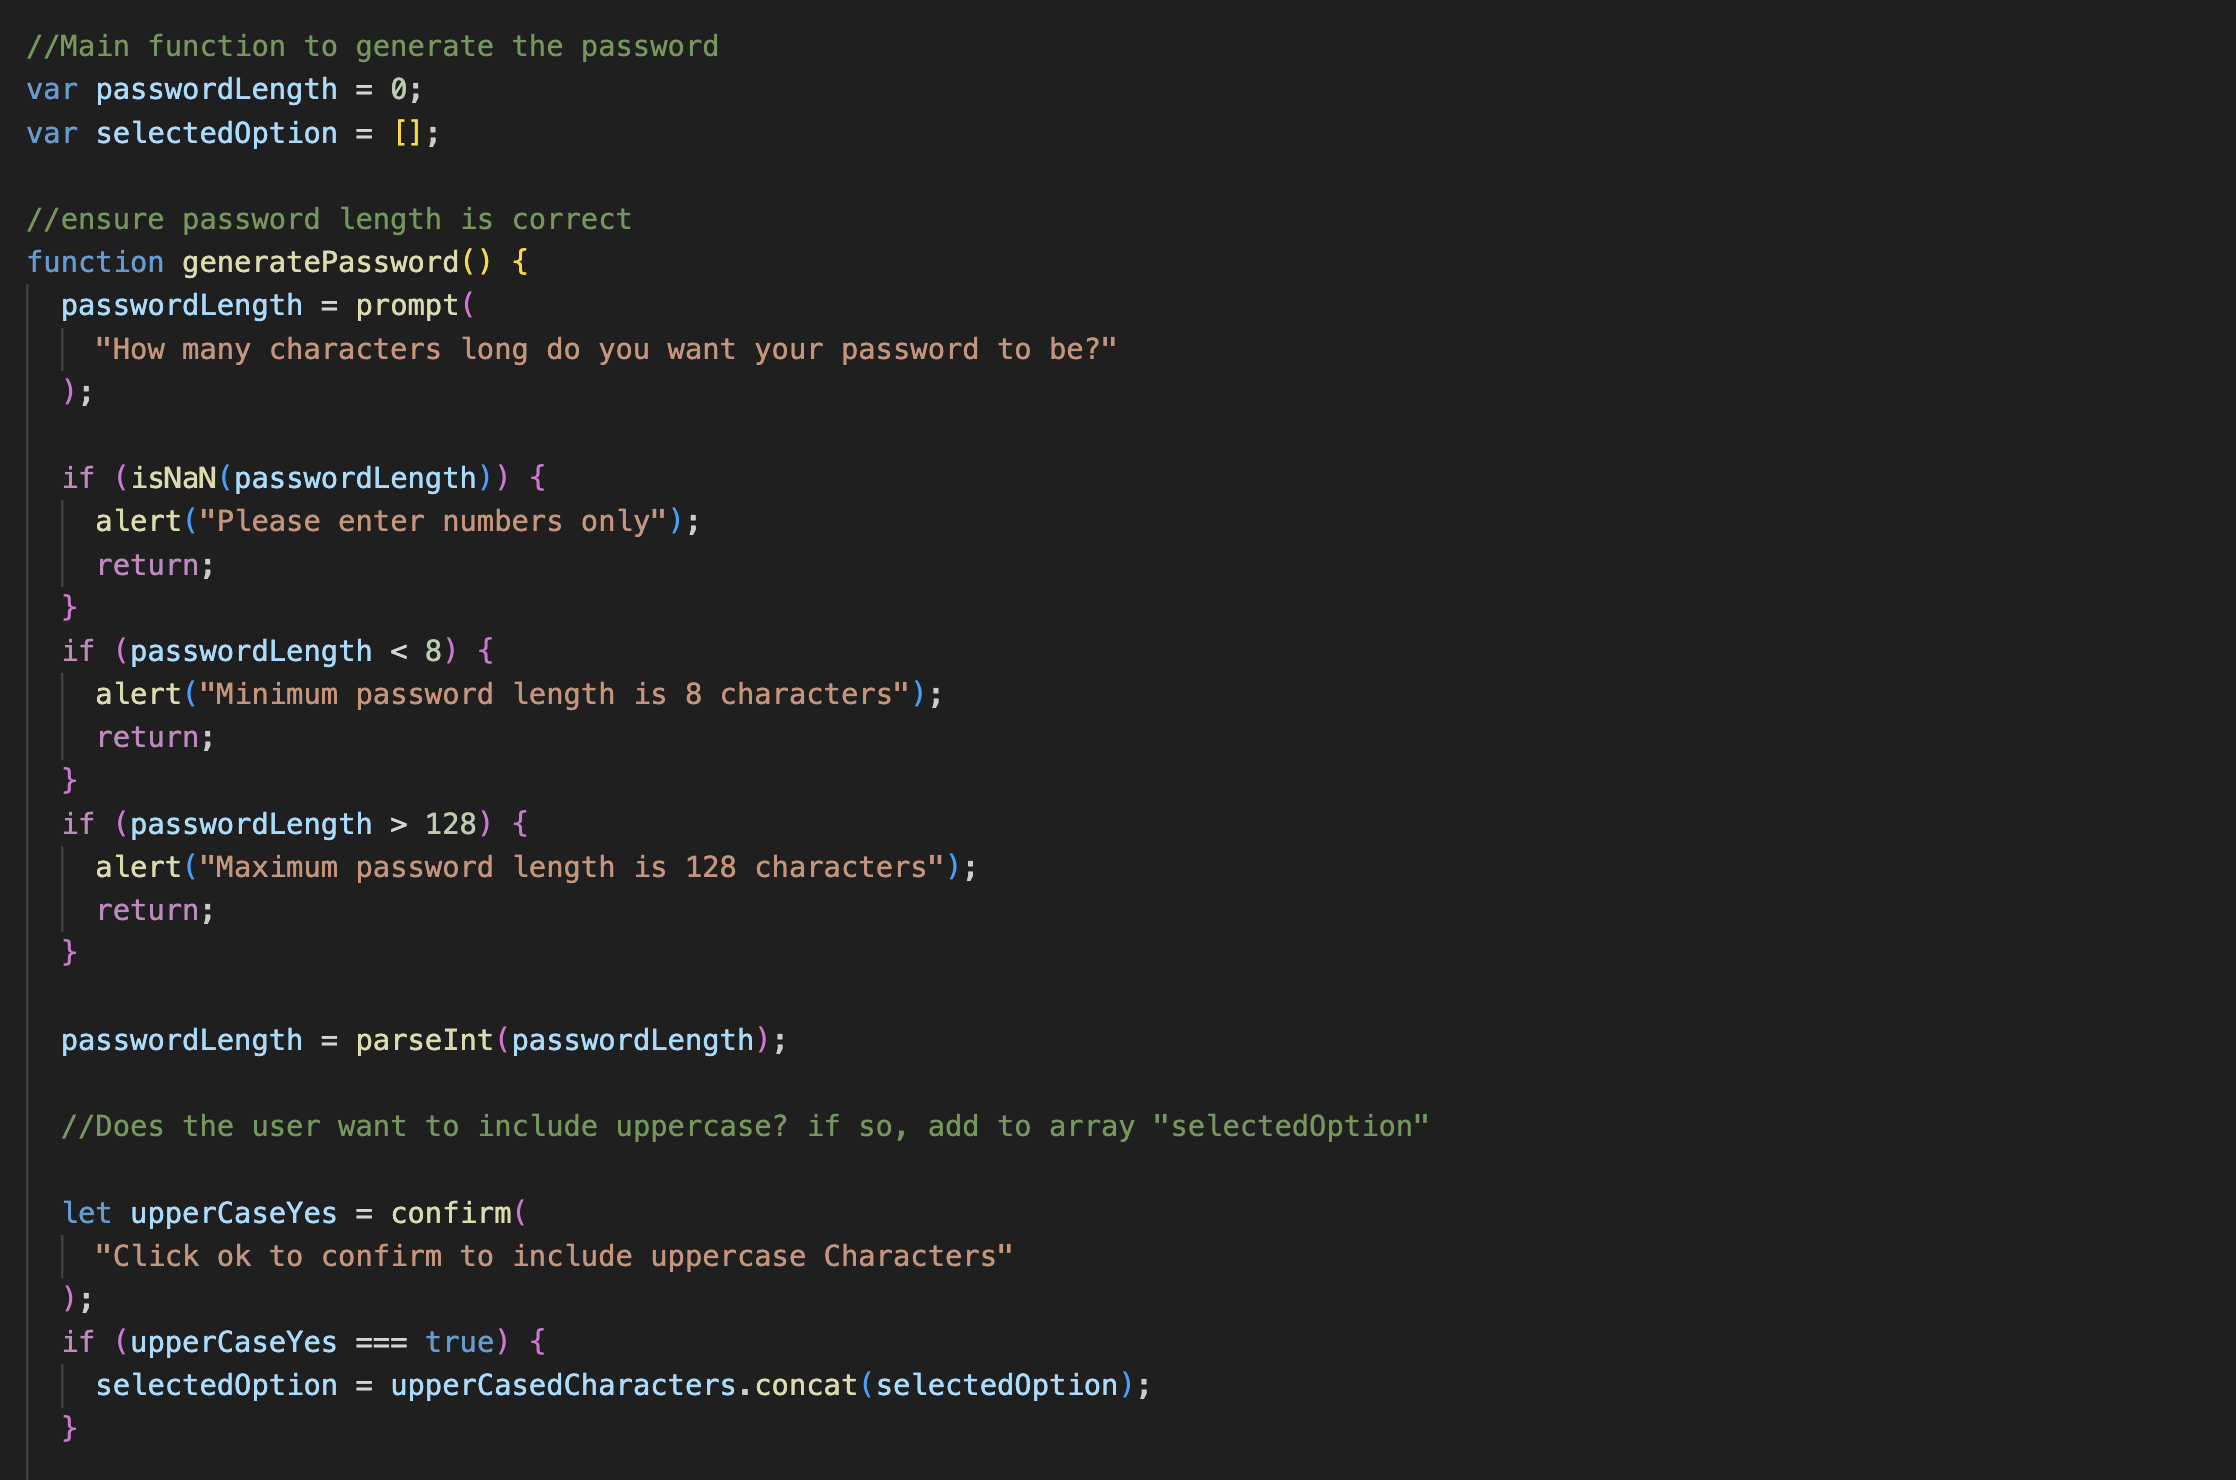 //Main function to generate the password
var passwordLength = 0;
var selectedOption = [];
//ensure password length is correct
function generatePassword() {
passwordLength = prompt(
"How many characters long do you want your password to be?"
);
if (isNaN(passwordLength)) {
alert("Please enter numbers only");
return;
}
if (passwordLength < 8) {
alert("Minimum password length is 8 characters");
return;
}
if (passwordLength > 128) {
alert("Maximum password length is 128 characters");
return;
}
passwordLength = parseInt(passwordLength);
//Does the user want to include uppercase? if so, add to array "selectedOption"
let upperCaseYes = confirm(
"Click ok to confirm to include uppercase Characters"
);
if (upperCaseYes === true) {
selectedOption = upperCasedCharacters.concat(selectedOption);
}